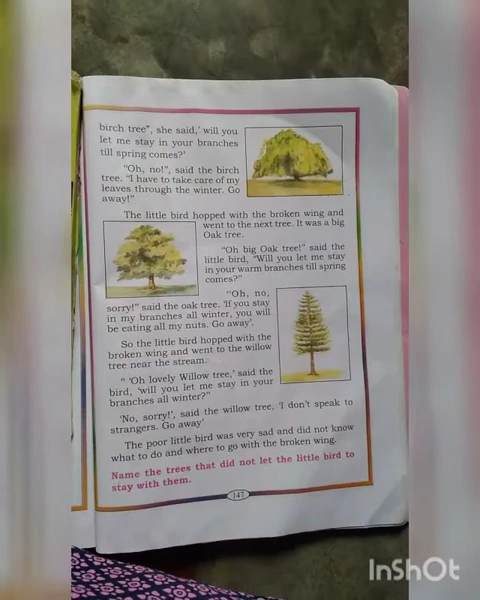 birch tree", she said,' will you
let me stay in your branches
till spring comes?'
"Oh, no!", said the birch
tree. "I have to take care of my
leaves through the winter. Go
away!"
The little bird hopped with the broken wing and
went to the next tree. It was a big
Oak tree.
"Oh big Oak tree!" said the
little bird, "Will you let me stay
in your warm branches till spring
comes?"
"Oh, no,
sorry!" said the oak tree. 'If you stay
in my branches all winter, you will
be eating all my nuts. Go away'.
So the little bird hopped with the
broken wing and went to the willow
tree near the stream.
" 'Oh lovely Willow tree,' said the
bird, 'will you let me stay in your
branches all winter?"
'No, sorry!', said the willow tree, 'I don't speak to
strangers. Go away'
The poor little bird was very sad and did not know
what to do and where to go with the broken wing.
Name the trees that did not let the little bird to
stay with them.
147
InShOt